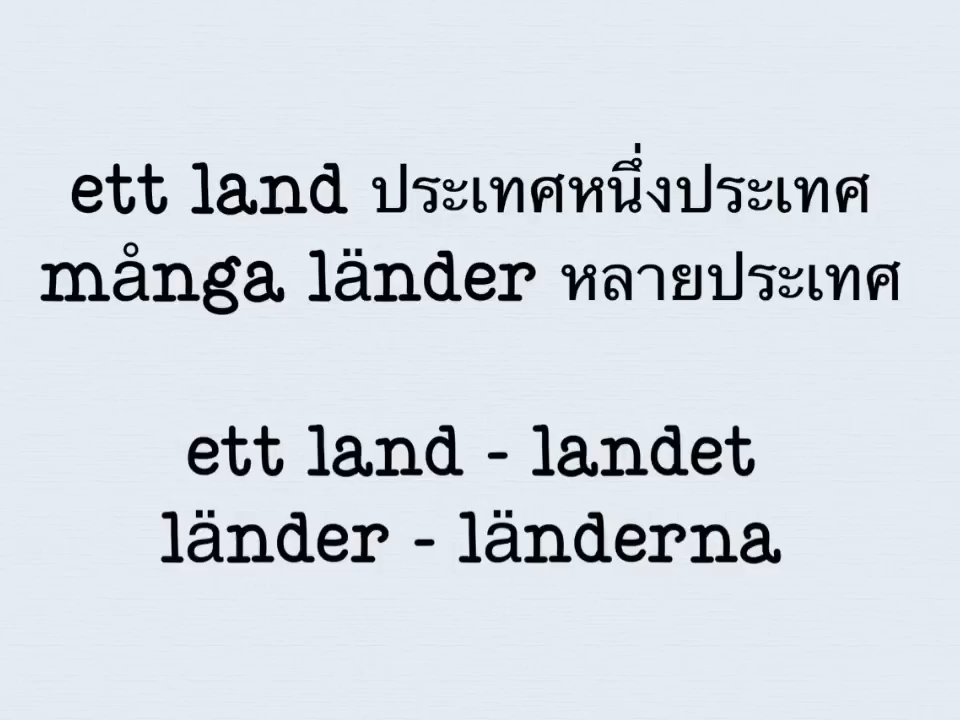 ett land ประเทศหนึ่งประเทศ
många länder หลายประเทศ
ett land - landet
länder - länderna